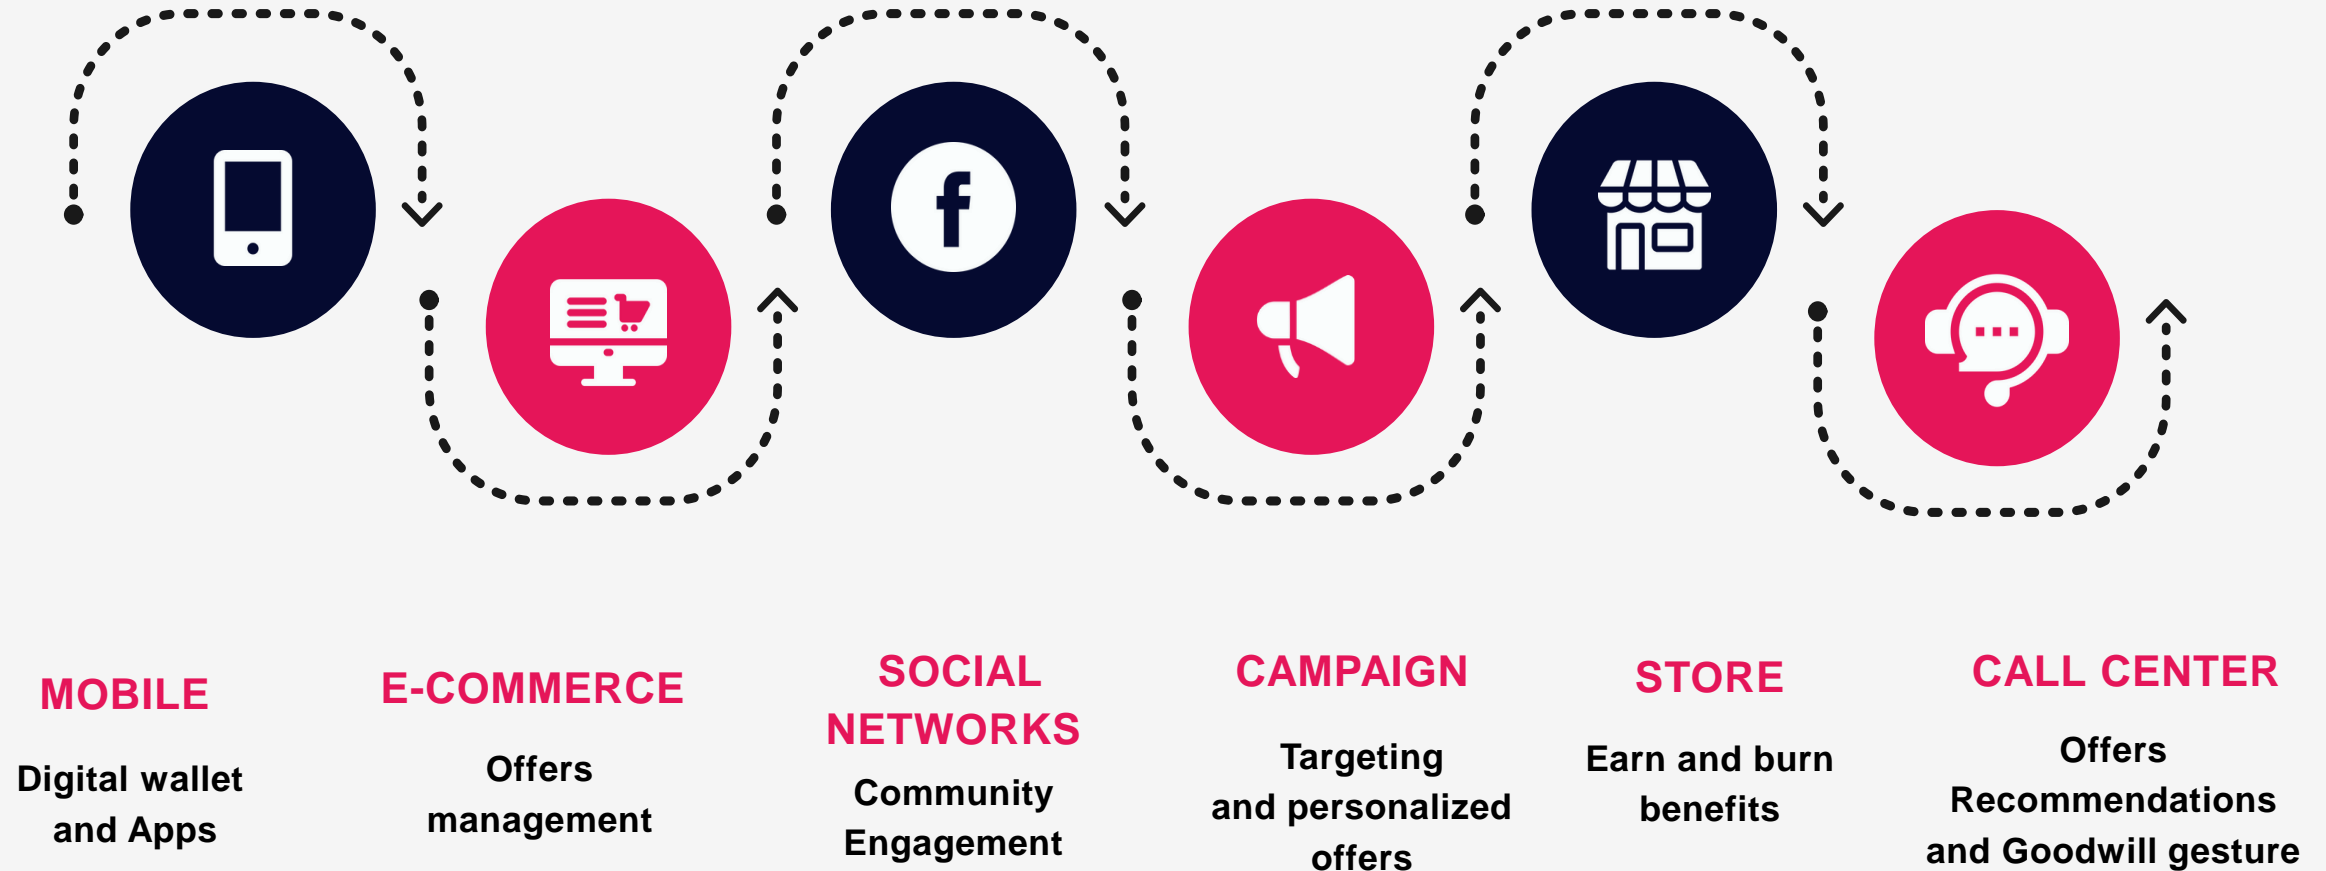 MOBILE
Digital wallet
and Apps
E-COMMERCE
Offers
management
SOCIAL
NETWORKS
Community
Engagement
CAMPAIGN
Targeting
and personalized
offers
STORE
Earn and burn
benefits
CALL CENTER
Offers
Recommendations
and Goodwill gesture